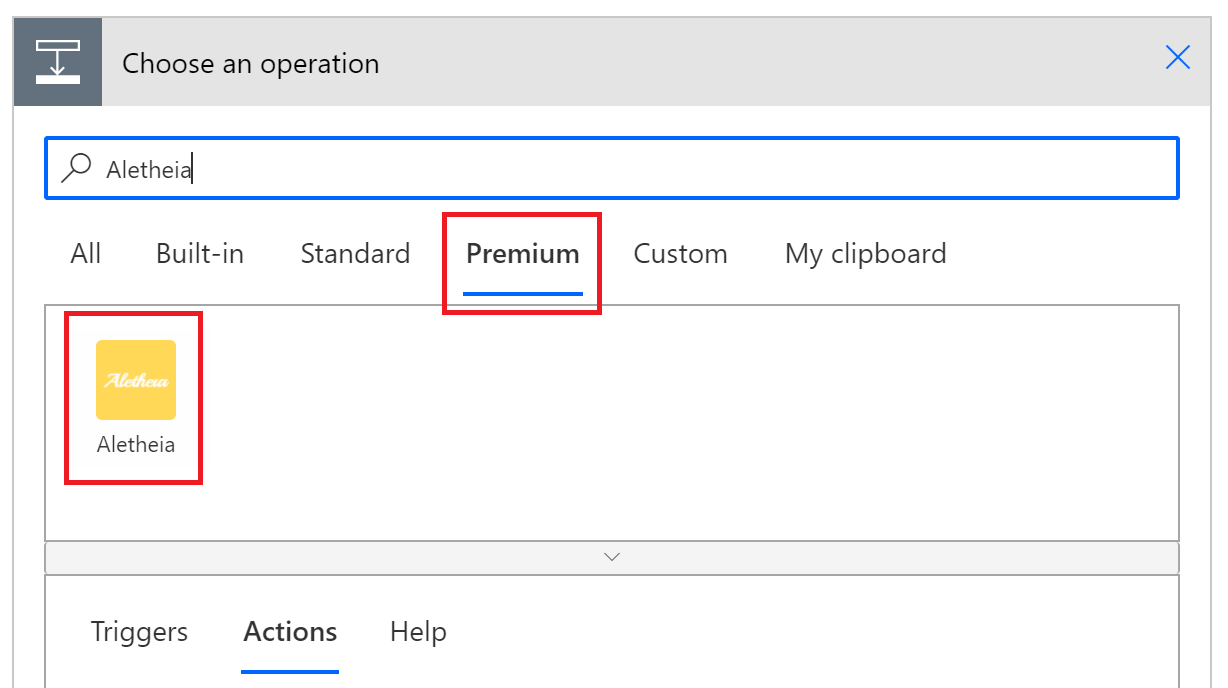 Choose an operation
Aletheia
All Built-in Standard Premium Custom My clipboard
Aletheia
Aletheia
Triggers Actions Help